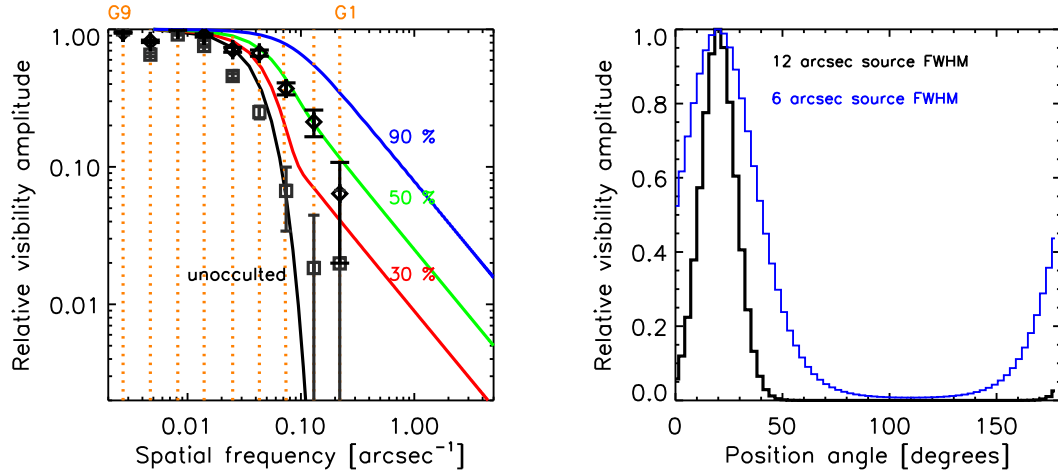 G9
G1
1.00
0.10
0.01
Relative visibility amplitude
90 %
50 %
30 %
unocculted
0.01
0.10
1.00
Spatial frequency [arcsec⁻¹]
1.0
0.8
0.6
0.4
0.2
0.0
Relative visibility amplitude
12 arcsec source FWHM
6 arcsec source FWHM
0
50
100
150
Position angle [degrees]